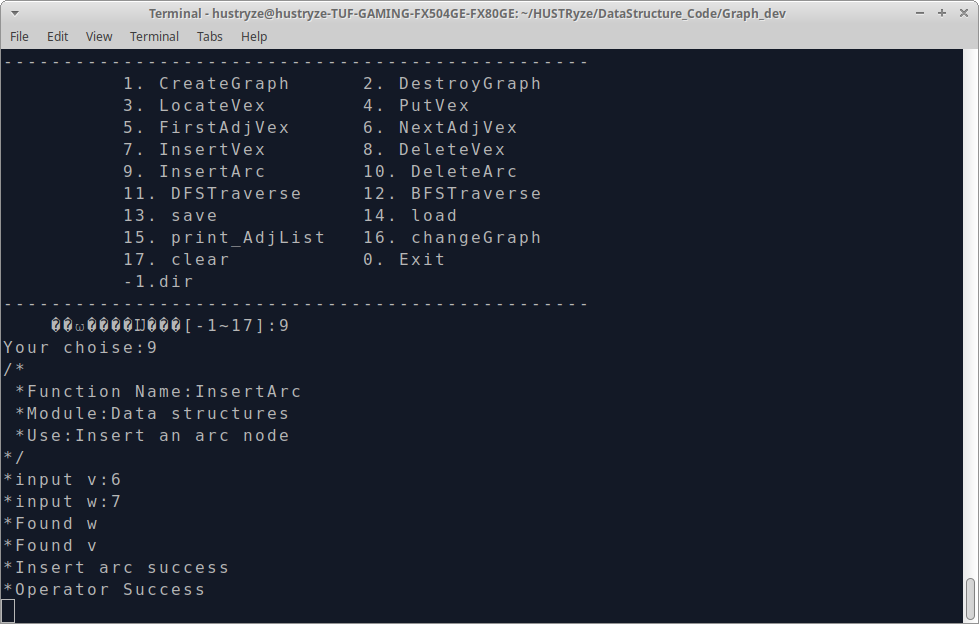 Terminal - hustryze@hustryze-TUF-GAMING-FX504GE-FX80GE: ~/HUSTRyze/DataStructure_Code/Graph_dev
File Edit View Terminal Tabs Help
-------------------------------------------------
1. CreateGraph 2. DestroyGraph
3. LocateVex 4. PutVex
5. FirstAdjVex 6. NextAdjVex
7. InsertVex 8. DeleteVex
9. InsertArc 10. DeleteArc
11. DFSTraverse 12. BFSTraverse
13. save 14. load
15. print_AdjList 16. changeGraph
17. clear 0. Exit
-1.dir
-------------------------------------------------
[-1~17]:9
Your choise:9
/*
*Function Name:InsertArc
*Module:Data structures
*Use:Insert an arc node
*/
*input v:6
*input w:7
*Found w
*Found v
*Insert arc success
*Operator Success